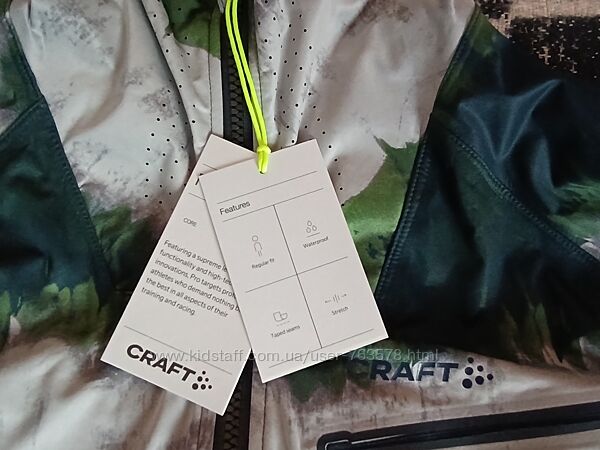 CORE
Featuring a supreme
functionality and high-
innovations, Pro targets
athletes who demand nothing
the best in all aspects of their
training and racing.
CRAFT
Features
Regular fit
Waterproof
Taped seams
Stretch
www.kidstaff.com.ua/user-783578.html
CRAFT